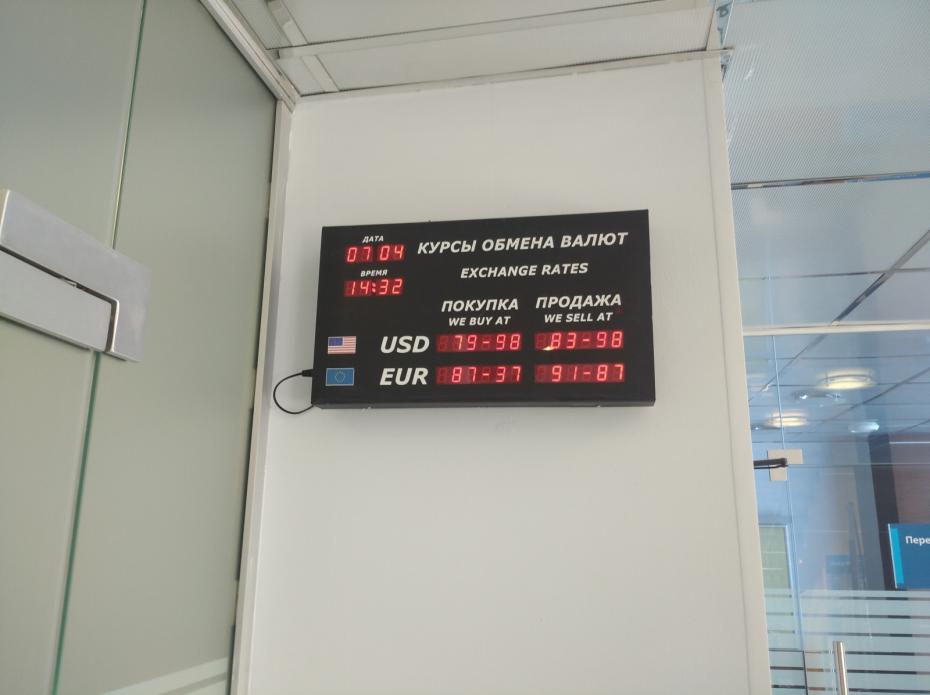 ДАТА
07 04
КУРСЫ ОБМЕНА ВАЛЮТ
ВРЕМЯ
14:32
EXCHANGE RATES
ПОКУПКА ПРОДАЖА
WE BUY AT WE SELL AT
USD 79-98 83-98
EUR 87-37 91-87